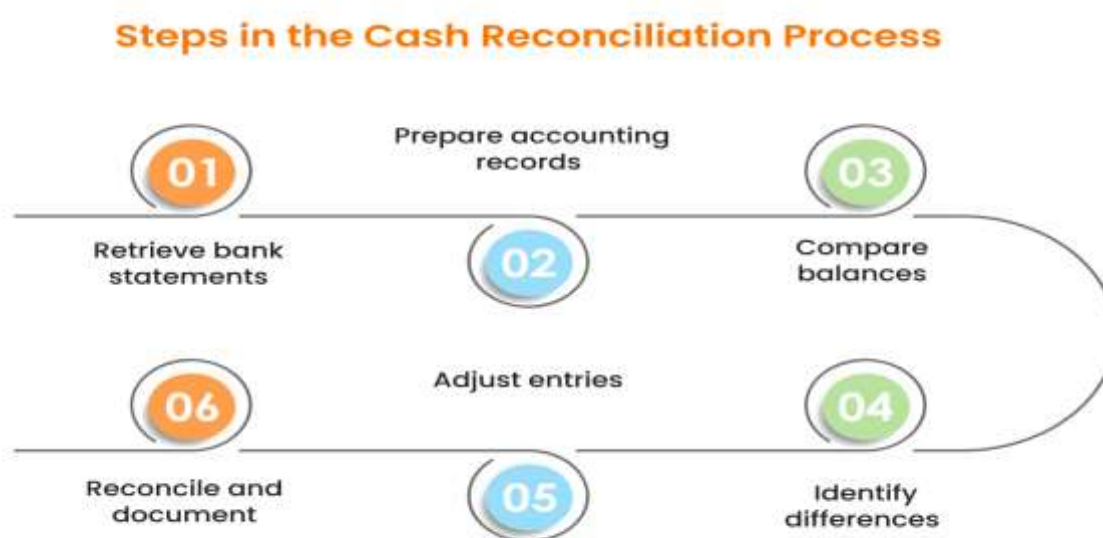 Steps in the Cash Reconciliation Process
01
Retrieve bank
statements
Prepare accounting
records
02
03
Compare
balances
04
Identify
differences
Adjust entries
05
06
Reconcile and
document